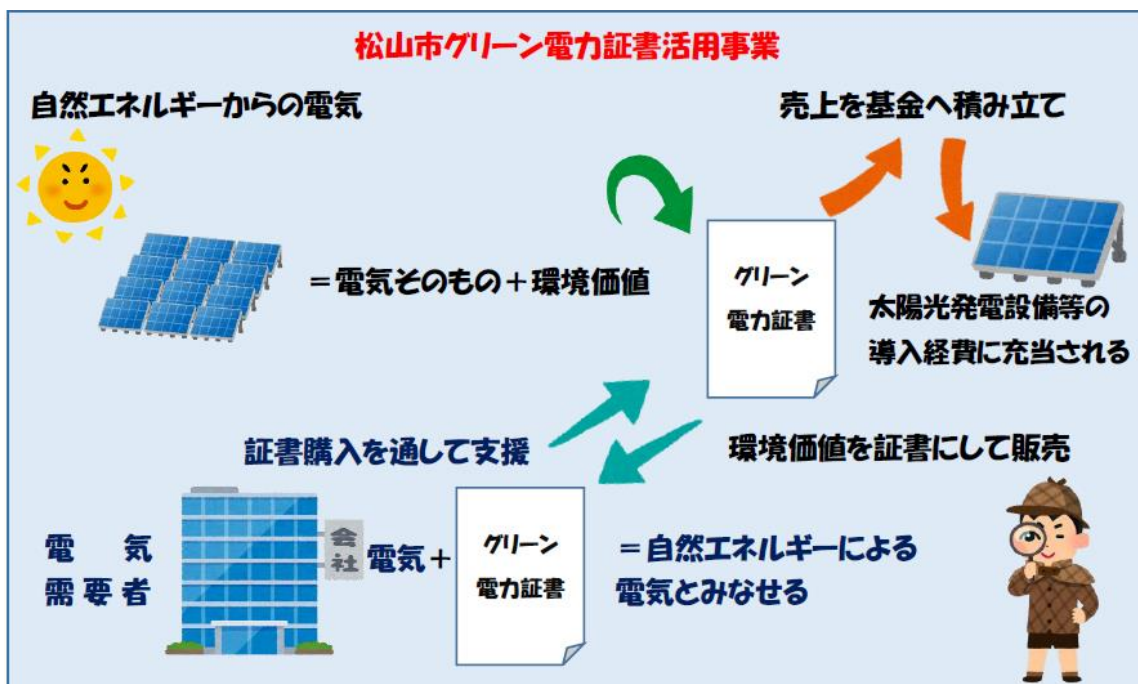 松山市グリーン電力証書活用事業
自然エネルギーからの電気
売上を基金へ積み立て
＝電気そのもの＋環境価値
グリーン
電力証書
太陽光発電設備等の
導入経費に充当される
証書購入を通して支援
環境価値を証書にして販売
電気
需要者
会社
電気＋
グリーン
電力証書
＝自然エネルギーによる
電気とみなせる